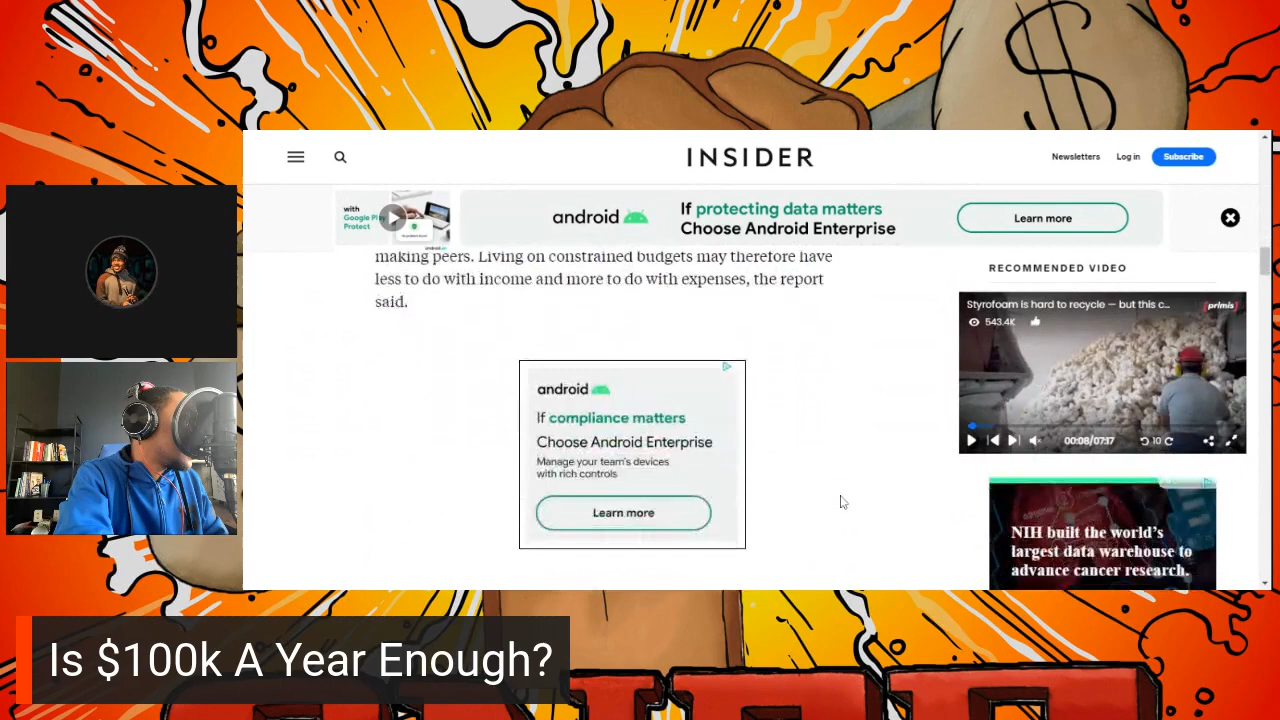 INSIDER
Newsletters
Log in
Subscribe
with
Google Play
Protect
android
If protecting data matters
Choose Android Enterprise
Learn more
making peers. Living on constrained budgets may therefore have
less to do with income and more to do with expenses, the report
said.
RECOMMENDED VIDEO
Styrofoam is hard to recycle — but this c...
primis
543.4K
00:08/07:17
10
android
If compliance matters
Choose Android Enterprise
Manage your team's devices
with rich controls
Learn more
NIH built the world's
largest data warehouse to
advance cancer research.
Is $100k A Year Enough?